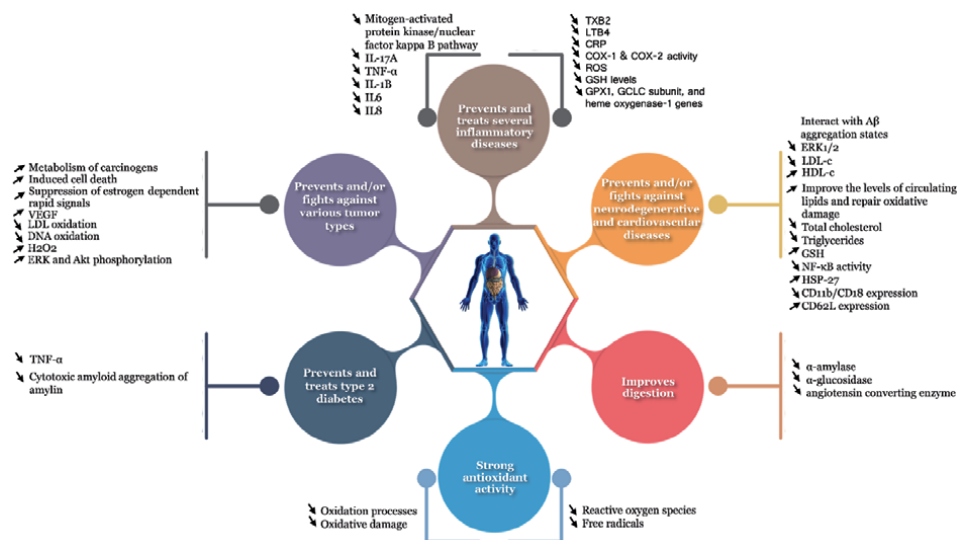 Mitogen-activated
protein kinase/nuclear
factor kappa B pathway
IL-17A
TNF-α
IL-1B
IL6
IL8
TXB2
LTB4
CRP
COX-1 & COX-2 activity
ROS
GSH levels
GPX1, GCLC subunit, and
heme oxygenase-1 genes
Prevents and
treats several
inflammatory
diseases
Metabolism of carcinogens
Induced cell death
Suppression of estrogen dependent
rapid signals
VEGF
LDL oxidation
DNA oxidation
H2O2
ERK and Akt phosphorylation
Prevents and/or
fights against
various tumor
types
Prevents and/or
fights against
neurodegenerative
and cardiovascular
diseases
Interact with Aβ
aggregation states
ERK1/2
LDL-c
HDL-c
Improve the levels of circulating
lipids and repair oxidative
damage
Total cholesterol
Triglycerides
GSH
NF-κB activity
HSP-27
CD11b/CD18 expression
CD62L expression
TNF-α
Cytotoxic amyloid aggregation of
amylin
Prevents and
treats type 2
diabetes
Improves
digestion
α-amylase
α-glucosidase
angiotensin converting enzyme
Strong
antioxidant
activity
Oxidation processes
Oxidative damage
Reactive oxygen species
Free radicals